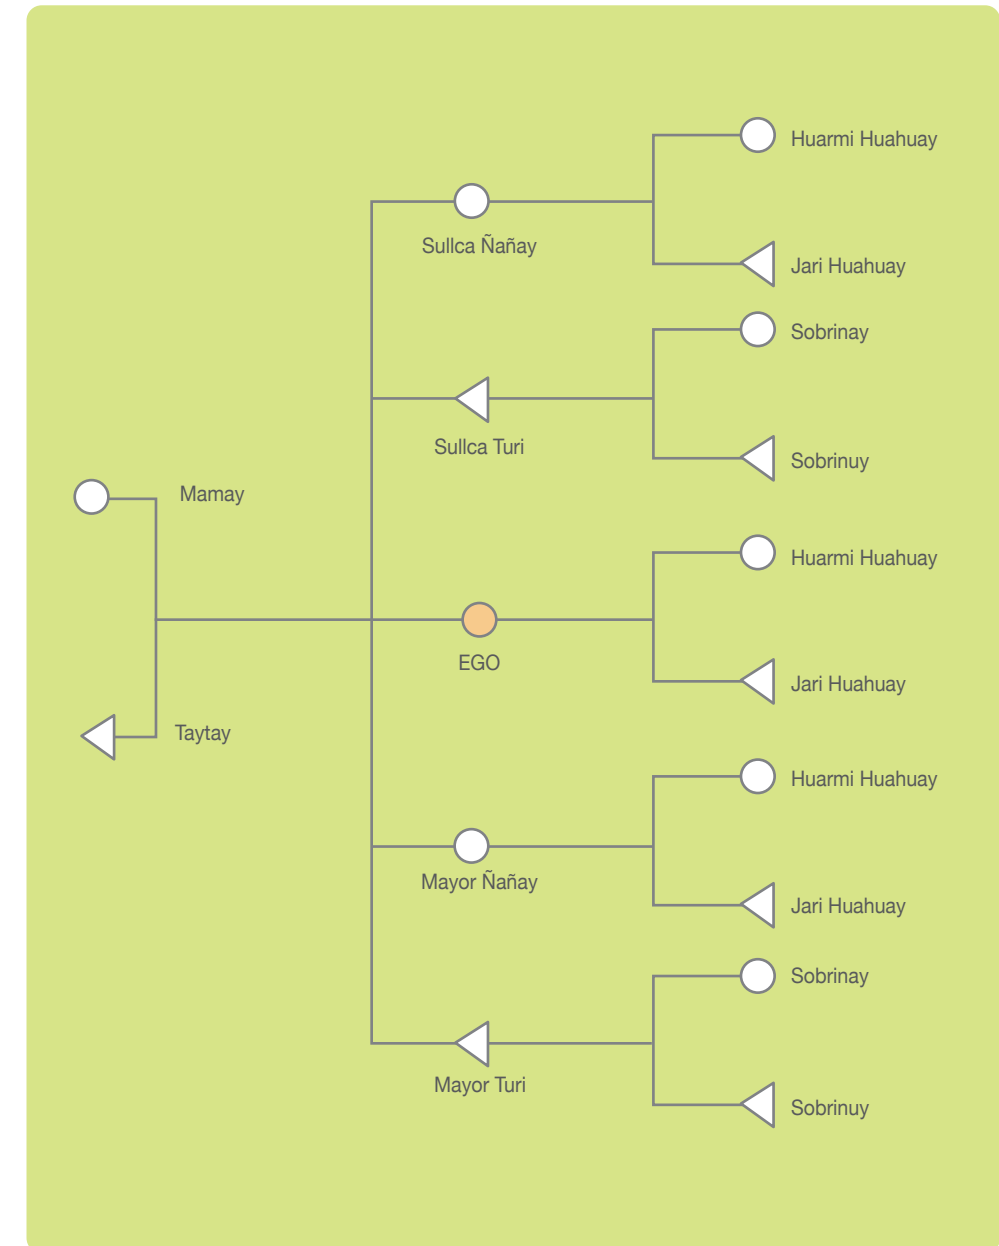 Huarmi Huahuay
Sullca Ñañay
Jari Huahuay
Sobrinay
Sullca Turi
Sobrinuy
Mamay
Huarmi Huahuay
EGO
Jari Huahuay
Taytay
Huarmi Huahuay
Mayor Ñañay
Jari Huahuay
Sobrinay
Mayor Turi
Sobrinuy